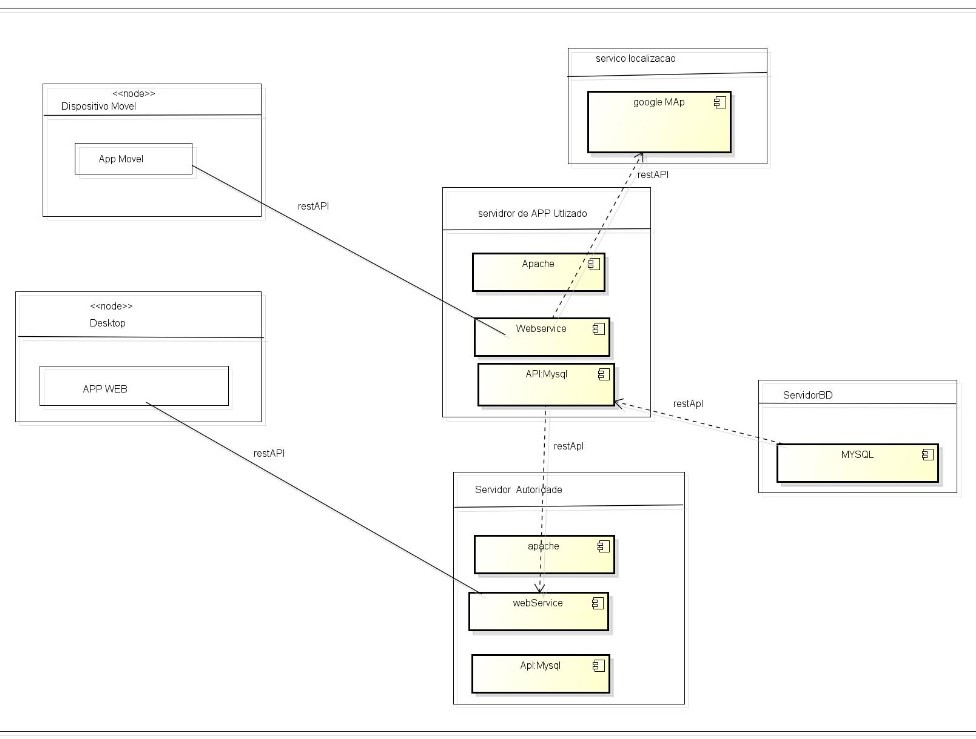 servico localizacao
google MAp
<<node>>
Dispositivo Movel
App Movel
restAPI
restAPI
servidror de APP Utlizado
Apache
Webservice
API:Mysql
<<node>>
Desktop
APP WEB
restAPI
restApI
ServidorBD
MYSQL
restApI
Servidor Autoridade
apache
webService
ApI:Mysql